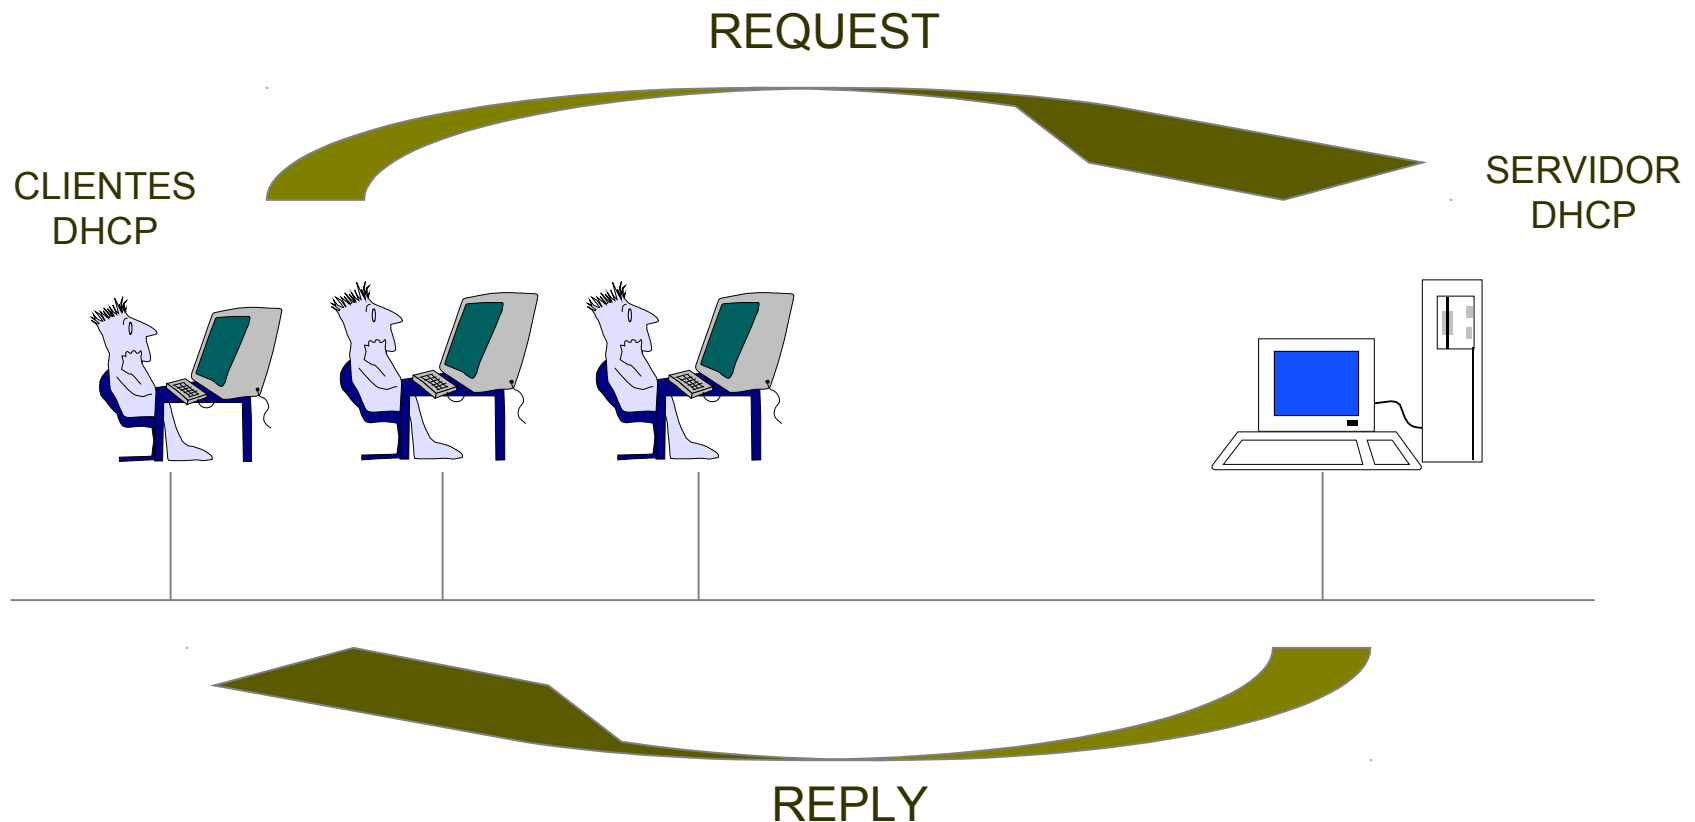 REQUEST
CLIENTES
DHCP
SERVIDOR
DHCP
REPLY